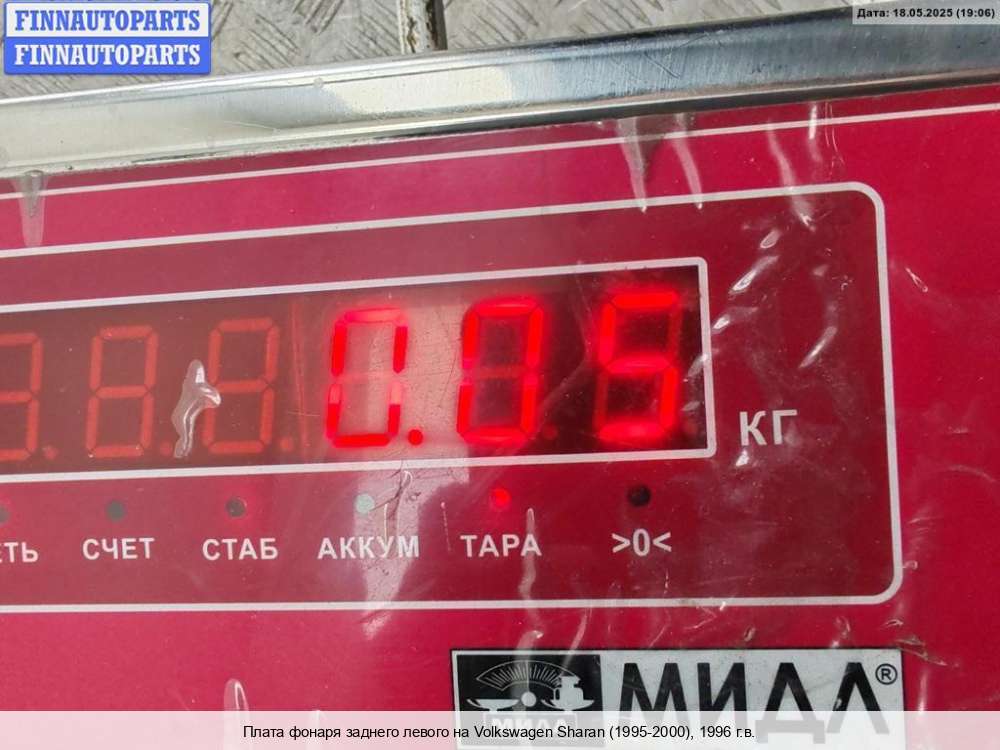 FINNAUTOPARTS
FINNAUTOPARTS
Дата: 18.05.2025 (19:06)
0.05
КГ
СЧЕТ СТАБ АККУМ ТАРА >0<
МИДЛ®
МИДЛ
Плата фонаря заднего левого на Volkswagen Sharan (1995-2000), 1996 г.в.